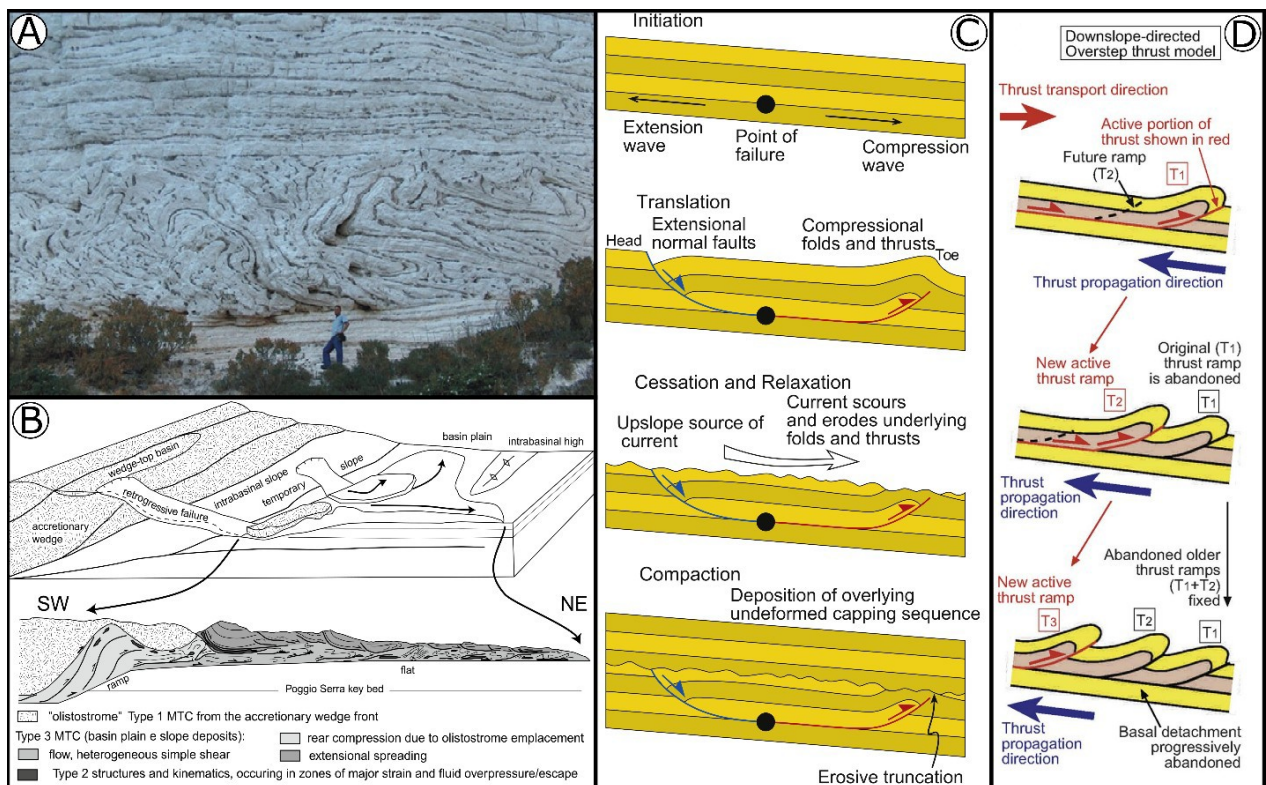 A
B
wedge-top basin
retrogressive failure
accretionary
wedge
intrabasinal slope
temporary
slope
basin plain
intrabasinal high
SW
NE
ramp
flat
Poggio Serra key bed
"olistostrome" Type 1 MTC from the accretionary wedge front
Type 3 MTC (basin plain e slope deposits):
rear compression due to olistostrome emplacement
flow, heterogeneous simple shear
extensional spreading
Type 2 structures and kinematics, occuring in zones of major strain and fluid overpressure/escape
C
Initiation
Extension
wave
Point of
failure
Compression
wave
Translation
Head
Extensional
normal faults
Compressional
folds and thrusts
Toe
Cessation and Relaxation
Upslope source of
current
Current scours
and erodes underlying
folds and thrusts
Compaction
Deposition of overlying
undeformed capping sequence
Erosive truncation
D
Downslope-directed
Overstep thrust model
Thrust transport direction
Active portion of
thrust shown in red
Future ramp
(T2)
T1
Thrust propagation direction
New active
thrust ramp
Original (T1)
thrust ramp
is abandoned
T2
T1
Thrust
propagation
direction
Abandoned older
thrust ramps
(T1+T2)
fixed
New active
thrust ramp
T3
T2
T1
Thrust
propagation
direction
Basal detachment
progressively
abandoned